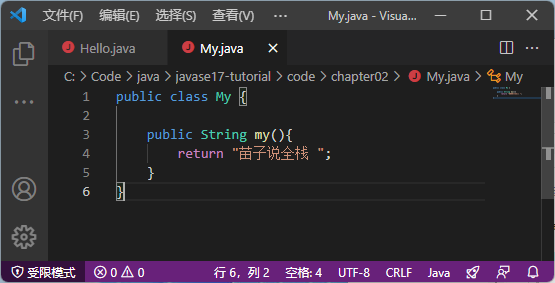 文件(F) 编辑(E) 选择(S) 查看(V) ··· My.java - Visua...
Hello.java My.java
C: > Code > java > javase17-tutorial > code > chapter02 > My.java > My
1 public class My {
2
3 public String my(){
4 return "苗子说全栈 ";
5 }
6 }
受限模式 0 0 行 6，列 2 空格: 4 UTF-8 CRLF Java